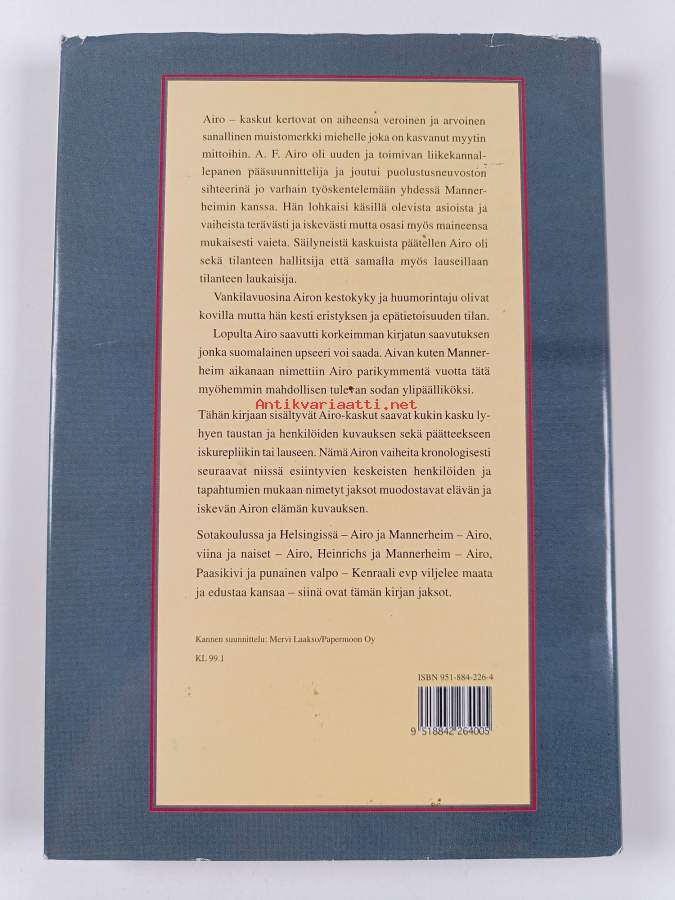 Airo – kaskut kertovat on aiheensa veroinen ja arvoinen
sanallinen muistomerkki miehelle joka on kasvanut myytin
mittoihin. A. F. Airo oli uuden ja toimivan liikekannal-
lepanon pääsuunnittelija ja joutui puolustusneuvoston
sihteerinä jo varhain työskentelemään yhdessä Manner-
heimin kanssa. Hän lohkaisi käsillä olevista asioista ja
vaiheista terävästi ja iskevästi mutta osasi myös maineensa
mukaisesti vaieta. Säilyneistä kaskuista päätellen Airo oli
sekä tilanteen hallitsija että samalla myös lauseillaan
tilanteen laukaisija.
Vankilavuosina Airon kestokyky ja huumorintaju olivat
kovilla mutta hän kesti eristyksen ja epätietoisuuden tilan.
Lopulta Airo saavutti korkeimman kirjatun saavutuksen
jonka suomalainen upseeri voi saada. Aivan kuten Manner-
heim aikanaan nimettiin Airo parikymmentä vuotta tätä
myöhemmin mahdollisen tulevan sodan ylipäälliköksi.
Antikvariaatti.net
Tähän kirjaan sisältyvät Airo-kaskut saavat kukin kasku ly-
hyen taustan ja henkilöiden kuvauksen sekä päätteekseen
iskurepliikin tai lauseen. Nämä Airon vaiheita kronologisesti
seuraavat niissä esiintyvien keskeisten henkilöiden ja
tapahtumien mukaan nimetyt jaksot muodostavat elävän ja
iskevän Airon elämän kuvauksen.
Sotakoulussa ja Helsingissä – Airo ja Mannerheim – Airo,
viina ja naiset – Airo, Heinrichs ja Mannerheim – Airo,
Paasikivi ja punainen valpo – Kenraali evp viljelee maata
ja edustaa kansaa – siinä ovat tämän kirjan jaksot.
Kannen suunnittelu: Mervi Laakso/Papermoon Oy
KL 99.1
ISBN 951-884-226-4
9 518842 264005